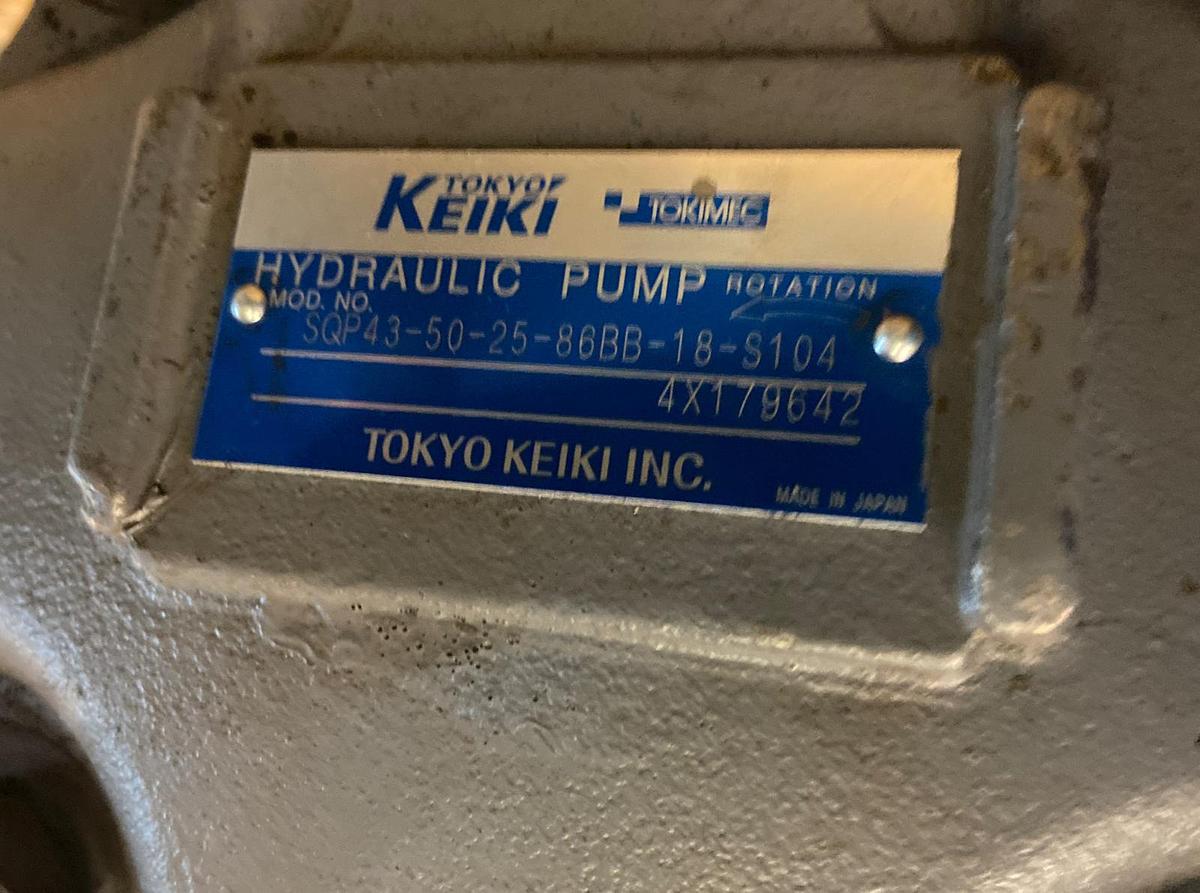 TOKYO KEIKI
TOKIMEC
HYDRAULIC PUMP ROTATION
MOD. NO.
SQP43-50-25-86BB-18-S104
4X179642
TOKYO KEIKI INC.
MADE IN JAPAN